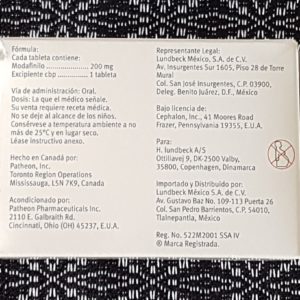 Fórmula:
Cada tableta contiene:
Modafinilo ........................ 200 mg
Excipiente cbp ................ 1 tableta
Vía de administración: Oral.
Dosis: La que el médico señale.
Su venta requiere receta médica.
No se deje al alcance de los niños.
Consérvese a temperatura ambiente a no
más de 25°C y en lugar seco.
Léase instructivo anexo.
Hecho en Canadá por:
Patheon, Inc.
Toronto Region Operations
Mississauga, L5N 7K9, Canada
Acondicionado por:
Patheon Pharmaceuticals Inc.
2110 E. Galbraith Rd.
Cincinnati, Ohio (OH) 45237, E.U.A.
Representante Legal:
Lundbeck México, S.A. de C.V.
Av. Insurgentes Sur 1605, Piso 28 de Torre
Mural
Col. San José Insurgentes, C.P. 03900,
Deleg. Benito Juárez, D.F., México
Bajo licencia de:
Cephalon, Inc., 41 Moores Road
Frazer, Pennsylvania 19355, E.U.A.
Para:
H. lundbeck A/S
Ottiliavej 9, DK-2500 Valby,
35800, Copenhagen, Dinamarca
Importado y Distribuido por:
Lundbeck México, S.A. de C.V.
Av. Gustavo Baz No. 109-113 Puerta 26
Col. San Pedro Barrientos, C.P. 54010,
Tlalnepantla, México
Reg. No. 522M2001 SSA IV
® Marca Registrada.